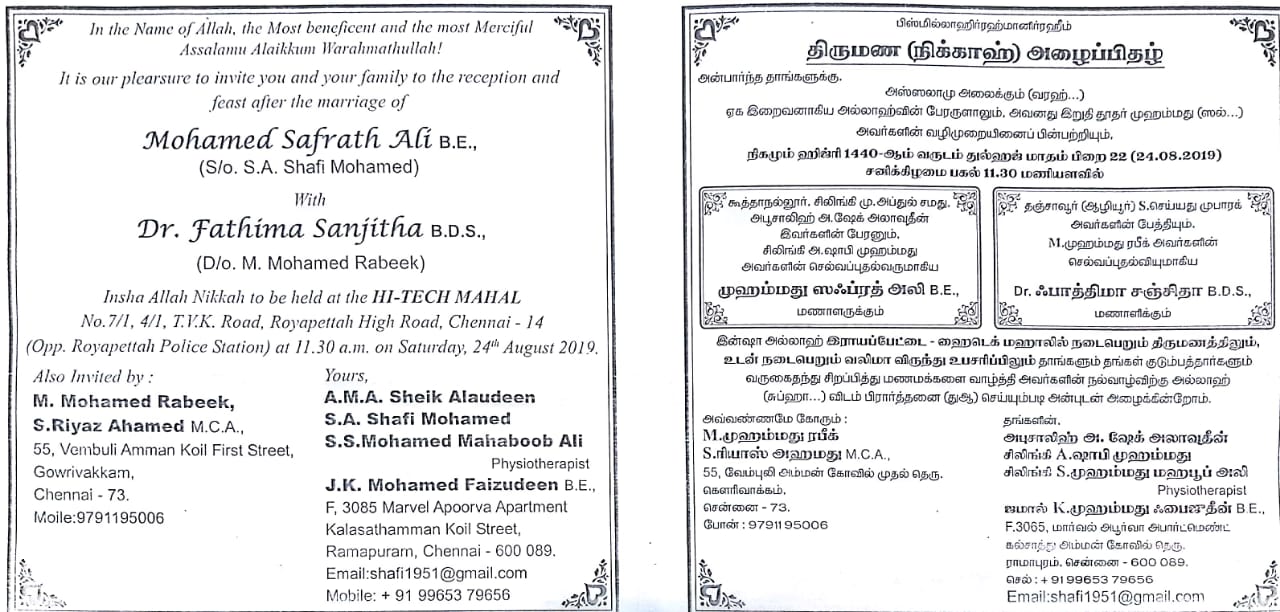 In the Name of Allah, the Most beneficent and the most Merciful
Assalamu Alaikkum Warahmathullah!
It is our plearsure to invite you and your family to the reception and
feast after the marriage of
Mohamed Safrath Ali B.E.,
(S/o. S.A. Shafi Mohamed)
With
Dr. Fathima Sanjitha B.D.S.,
(D/o. M. Mohamed Rabeek)
Insha Allah Nikkah to be held at the HI-TECH MAHAL
No.7/1, 4/1, T.V.K. Road, Royapettah High Road, Chennai - 14
(Opp. Royapettah Police Station) at 11.30 a.m. on Saturday, 24th August 2019.
Also Invited by :
M. Mohamed Rabeek,
S.Riyaz Ahamed M.C.A.,
55, Vembuli Amman Koil First Street,
Gowrivakkam,
Chennai - 73.
Moile:9791195006
Yours,
A.M.A. Sheik Alaudeen
S.A. Shafi Mohamed
S.S.Mohamed Mahaboob Ali
Physiotherapist
J.K. Mohamed Faizudeen B.E.,
F, 3085 Marvel Apoorva Apartment
Kalasathamman Koil Street,
Ramapuram, Chennai - 600 089.
Email:shafi1951@gmail.com
Mobile: + 91 99653 79656
பிஸ்மில்லாஹிர்ரஹ்மானிர்ரஹீம்
திருமண (நிக்காஹ்) அழைப்பிதழ்
அன்பார்ந்த தாங்களுக்கு,
அஸ்ஸலாமு அலைக்கும் (வரஹ்...)
ஏக இறைவனாகிய அல்லாஹ்வின் பேரருளாலும், அவனது இறுதி தூதர் முஹம்மது (ஸல்...)
அவர்களின் வழிமுறையினைப் பின்பற்றியும்,
நிகழும் ஹிஜ்ரி 1440-ஆம் வருடம் துல்ஹஜ் மாதம் பிறை 22 (24.08.2019)
சனிக்கிழமை பகல் 11.30 மணியளவில்
கூத்தாநல்லூர், சிலிங்கி மு.அப்துல் சமது,
அபூசாலிஹ் அ.ஷேக் அலாவுதீன்
இவர்களின் பேரனும்,
சிலிங்கி அ.ஷாபி முஹம்மது
அவர்களின் செல்வப்புதல்வருமாகிய
முஹம்மது ஸஃப்ரத் அலி B.E.,
மணாளருக்கும்
தஞ்சாவூர் (ஆழியூர்) S.செய்யது முபாரக்
அவர்களின் பேத்தியும்,
M.முஹம்மது ரபீக் அவர்களின்
செல்வப்புதல்வியுமாகிய
Dr. ஃபாத்திமா சஞ்சிதா B.D.S.,
மணாளிக்கும்
இன்ஷா அல்லாஹ் இராயப்பேட்டை - ஹைடெக் மஹாலில் நடைபெறும் திருமணத்திலும்,
உடன் நடைபெறும் வலிமா விருந்து உபசரிப்பிலும் தாங்களும் தங்கள் குடும்பத்தார்களும்
வருகைதந்து சிறப்பித்து மணமக்களை வாழ்த்தி அவர்களின் நல்வாழ்விற்கு அல்லாஹ்
(சுப்ஹா...) விடம் பிரார்த்தனை (துஆ) செய்யும்படி அன்புடன் அழைக்கின்றோம்.
அவ்வண்ணமே கோரும் :
M.முஹம்மது ரபீக்
S.ரியாஸ் அஹமது M.C.A.,
55, வேம்புலி அம்மன் கோவில் முதல் தெரு,
கௌரிவாக்கம்,
சென்னை - 73.
போன் : 9791195006
தங்களின்,
அபுசாலிஹ் அ. ஷேக் அலாவுதீன்
சிலிங்கி A.ஷாபி முஹம்மது
சிலிங்கி S.முஹம்மது மஹபூப் அலி
Physiotherapist
ஜமால் K.முஹம்மது ஃபைஜுதீன் B.E.,
F.3065, மார்வல் அபூர்வா அபார்ட்மெண்ட்
கல்சாத்து அம்மன் கோவில் தெரு,
ராமாபுரம், சென்னை - 600 089.
செல் : + 91 99653 79656
Email:shafi1951@gmail.com